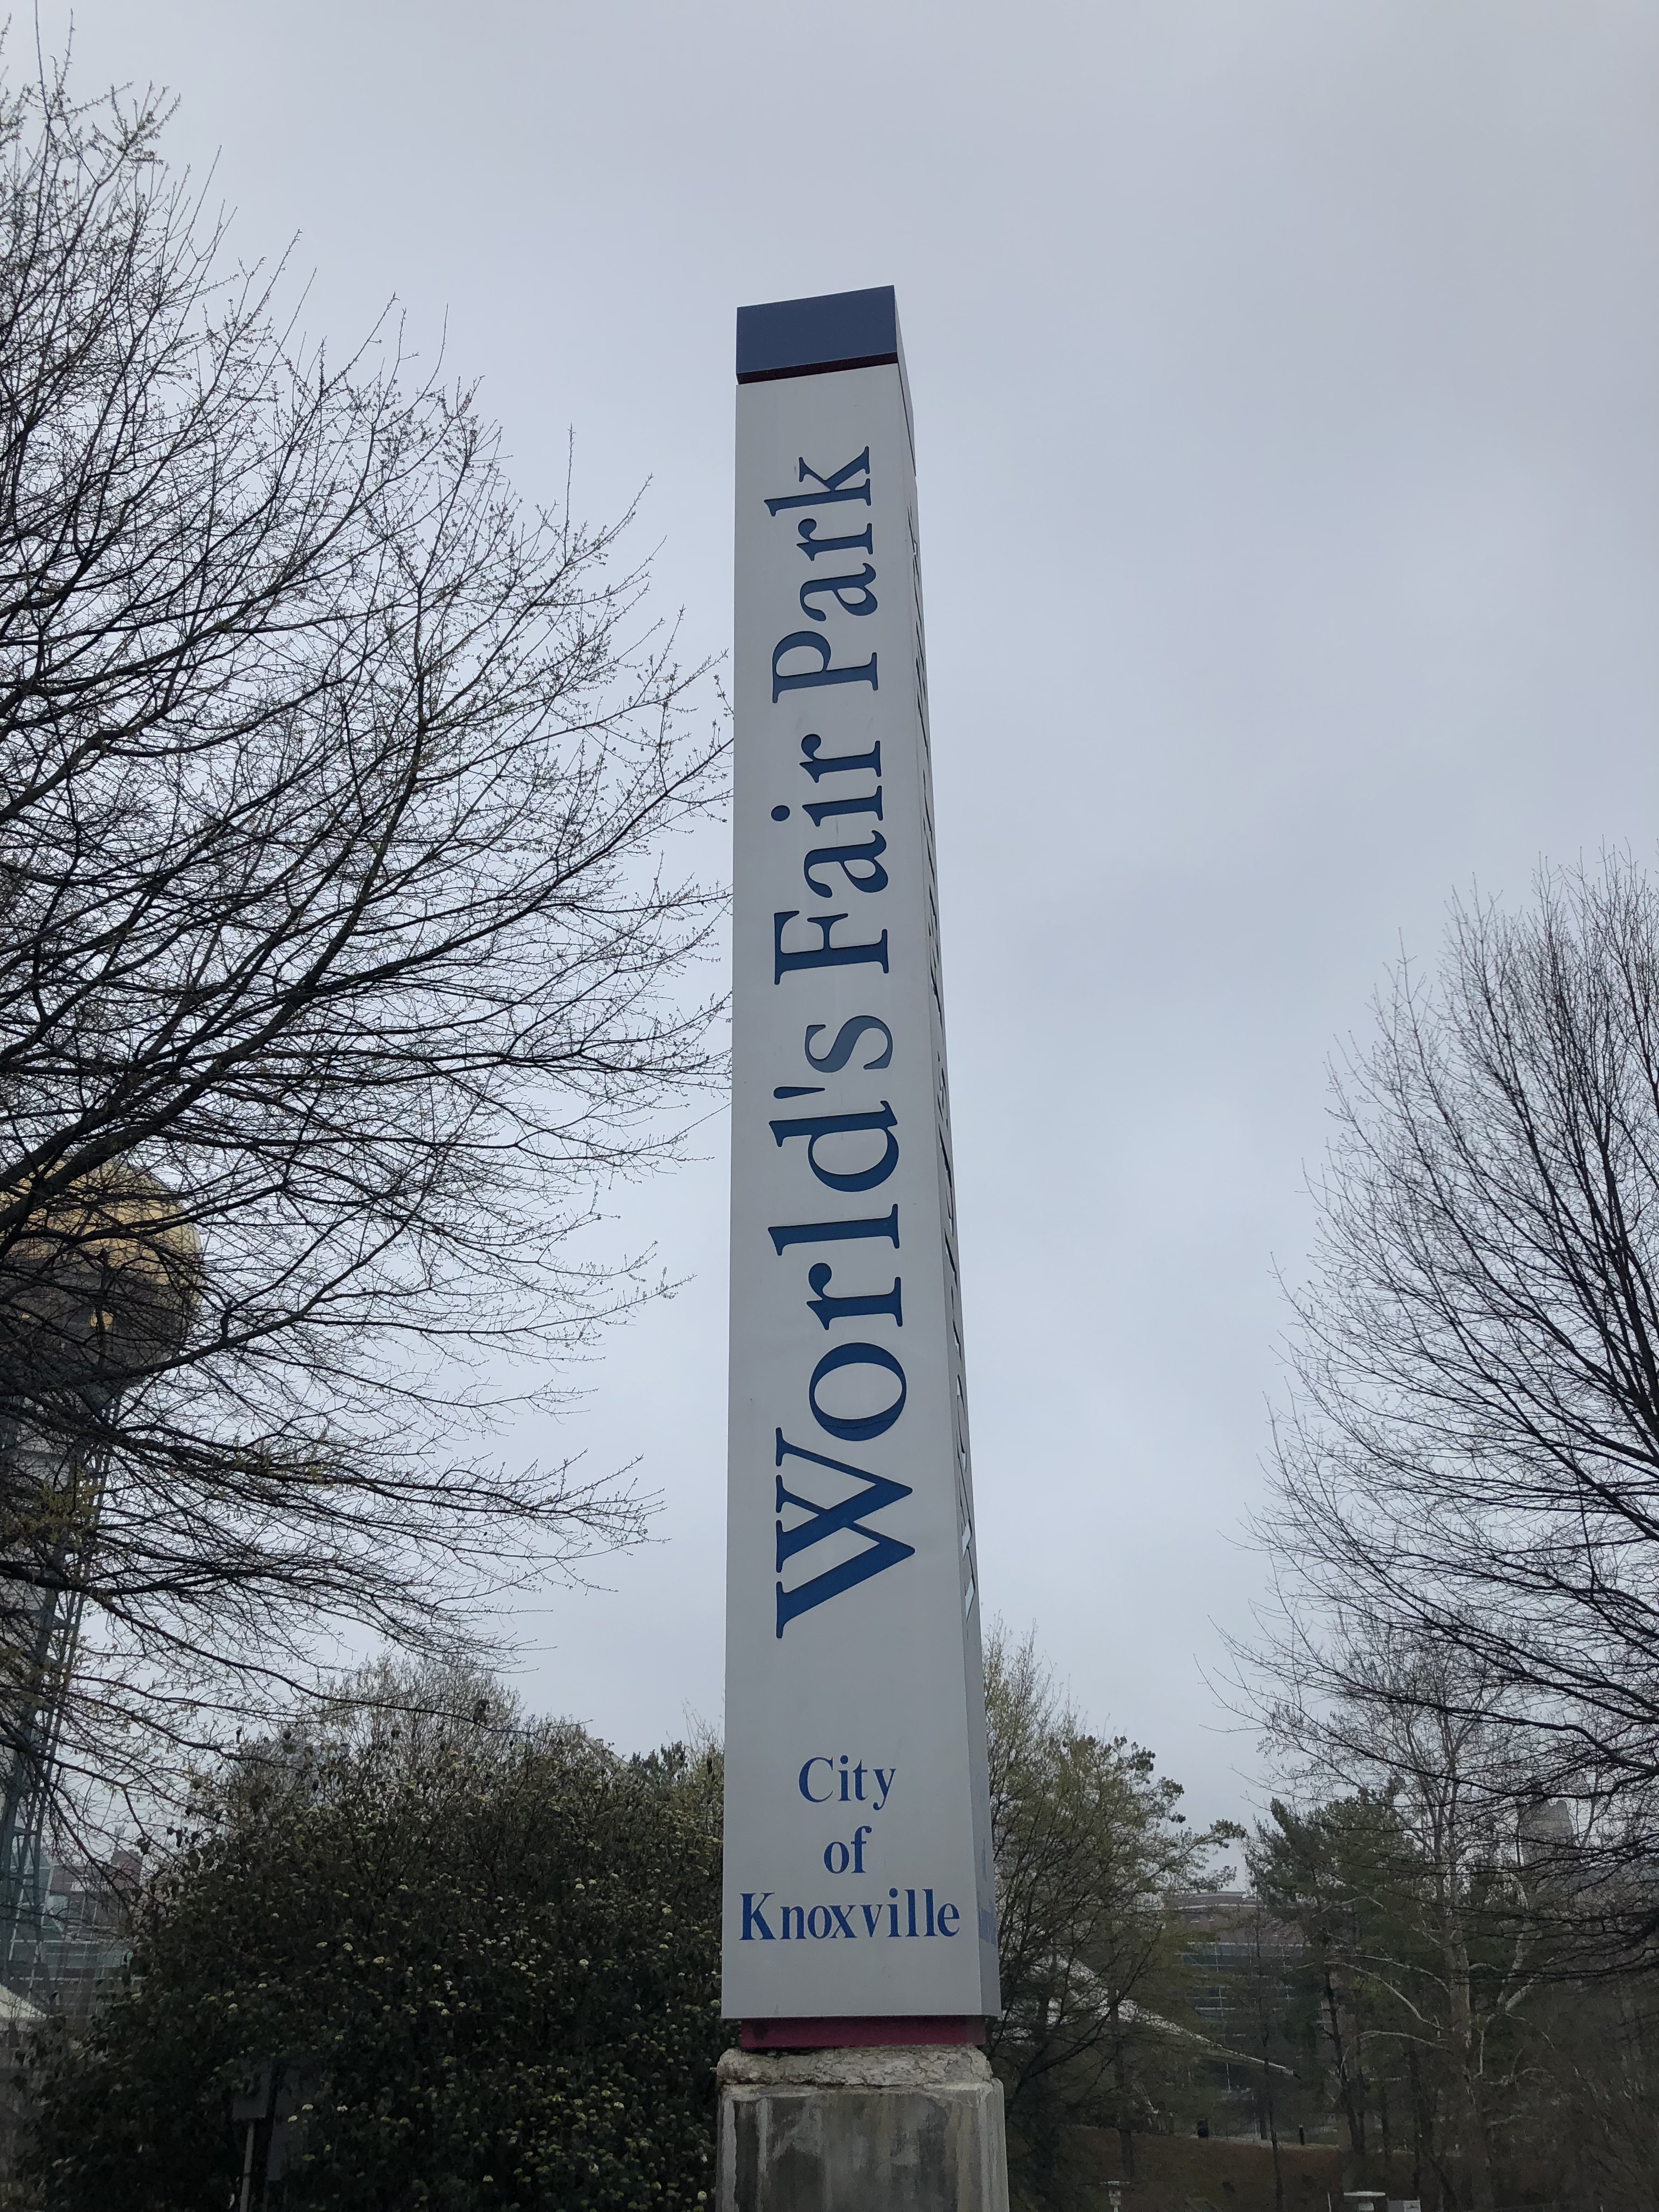 World's Fair Park
City
of
Knoxville